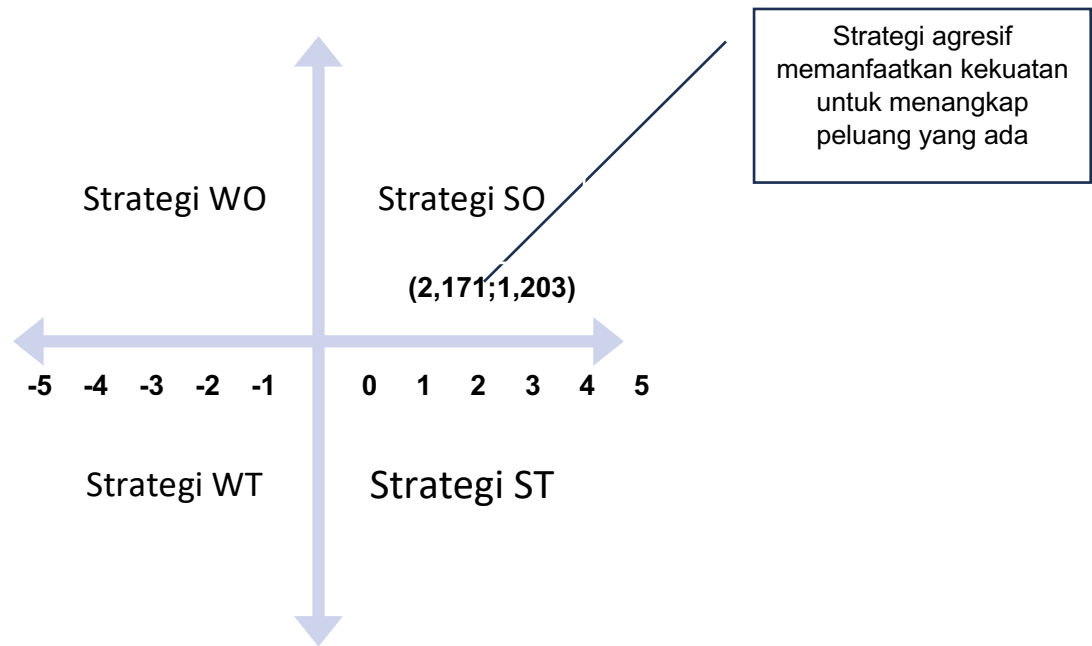 Strategi agresif
memanfaatkan kekuatan
untuk menangkap
peluang yang ada
Strategi WO
Strategi SO
(2,171;1,203)
-5 -4 -3 -2 -1 0 1 2 3 4 5
Strategi WT
Strategi ST